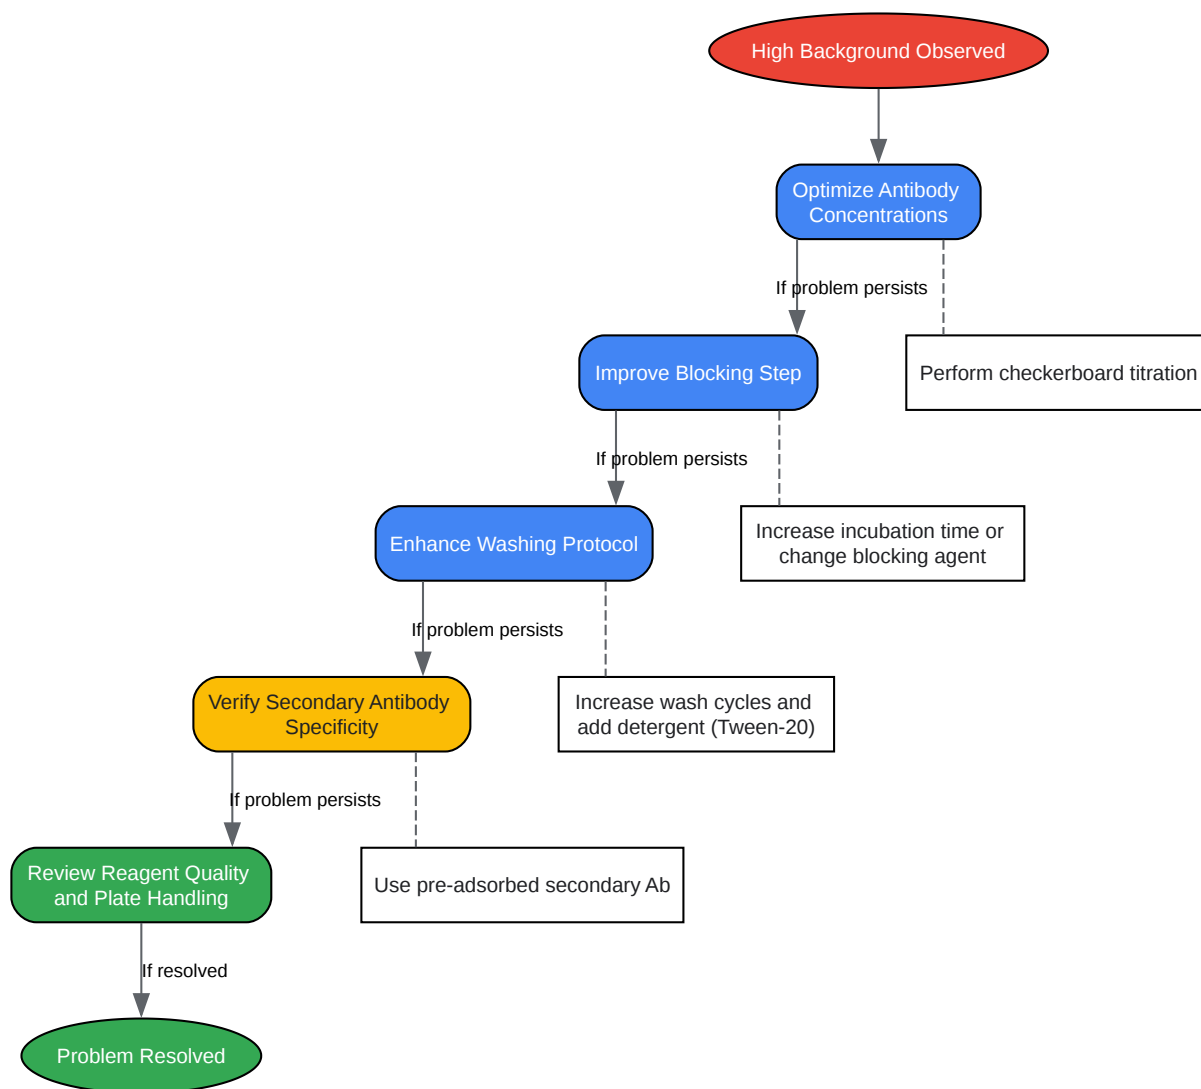 High Background Observed
Optimize Antibody
Concentrations
If problem persists
Improve Blocking Step
Perform checkerboard titration
If problem persists
Enhance Washing Protocol
Increase incubation time or
change blocking agent
If problem persists
Verify Secondary Antibody
Specificity
Increase wash cycles and
add detergent (Tween-20)
If problem persists
Review Reagent Quality
and Plate Handling
Use pre-adsorbed secondary Ab
If resolved
Problem Resolved